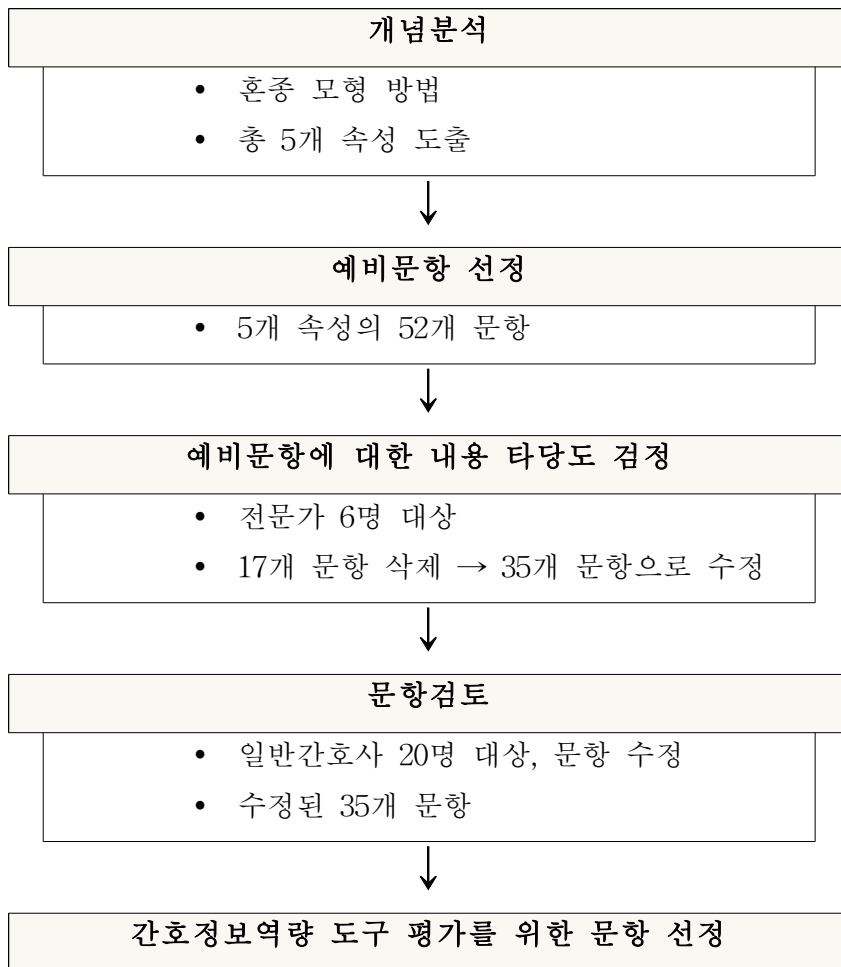 개념분석
• 혼종 모형 방법
• 총 5개 속성 도출
예비문항 선정
• 5개 속성의 52개 문항
예비문항에 대한 내용 타당도 검정
• 전문가 6명 대상
• 17개 문항 삭제 → 35개 문항으로 수정
문항검토
• 일반간호사 20명 대상, 문항 수정
• 수정된 35개 문항
간호정보역량 도구 평가를 위한 문항 선정